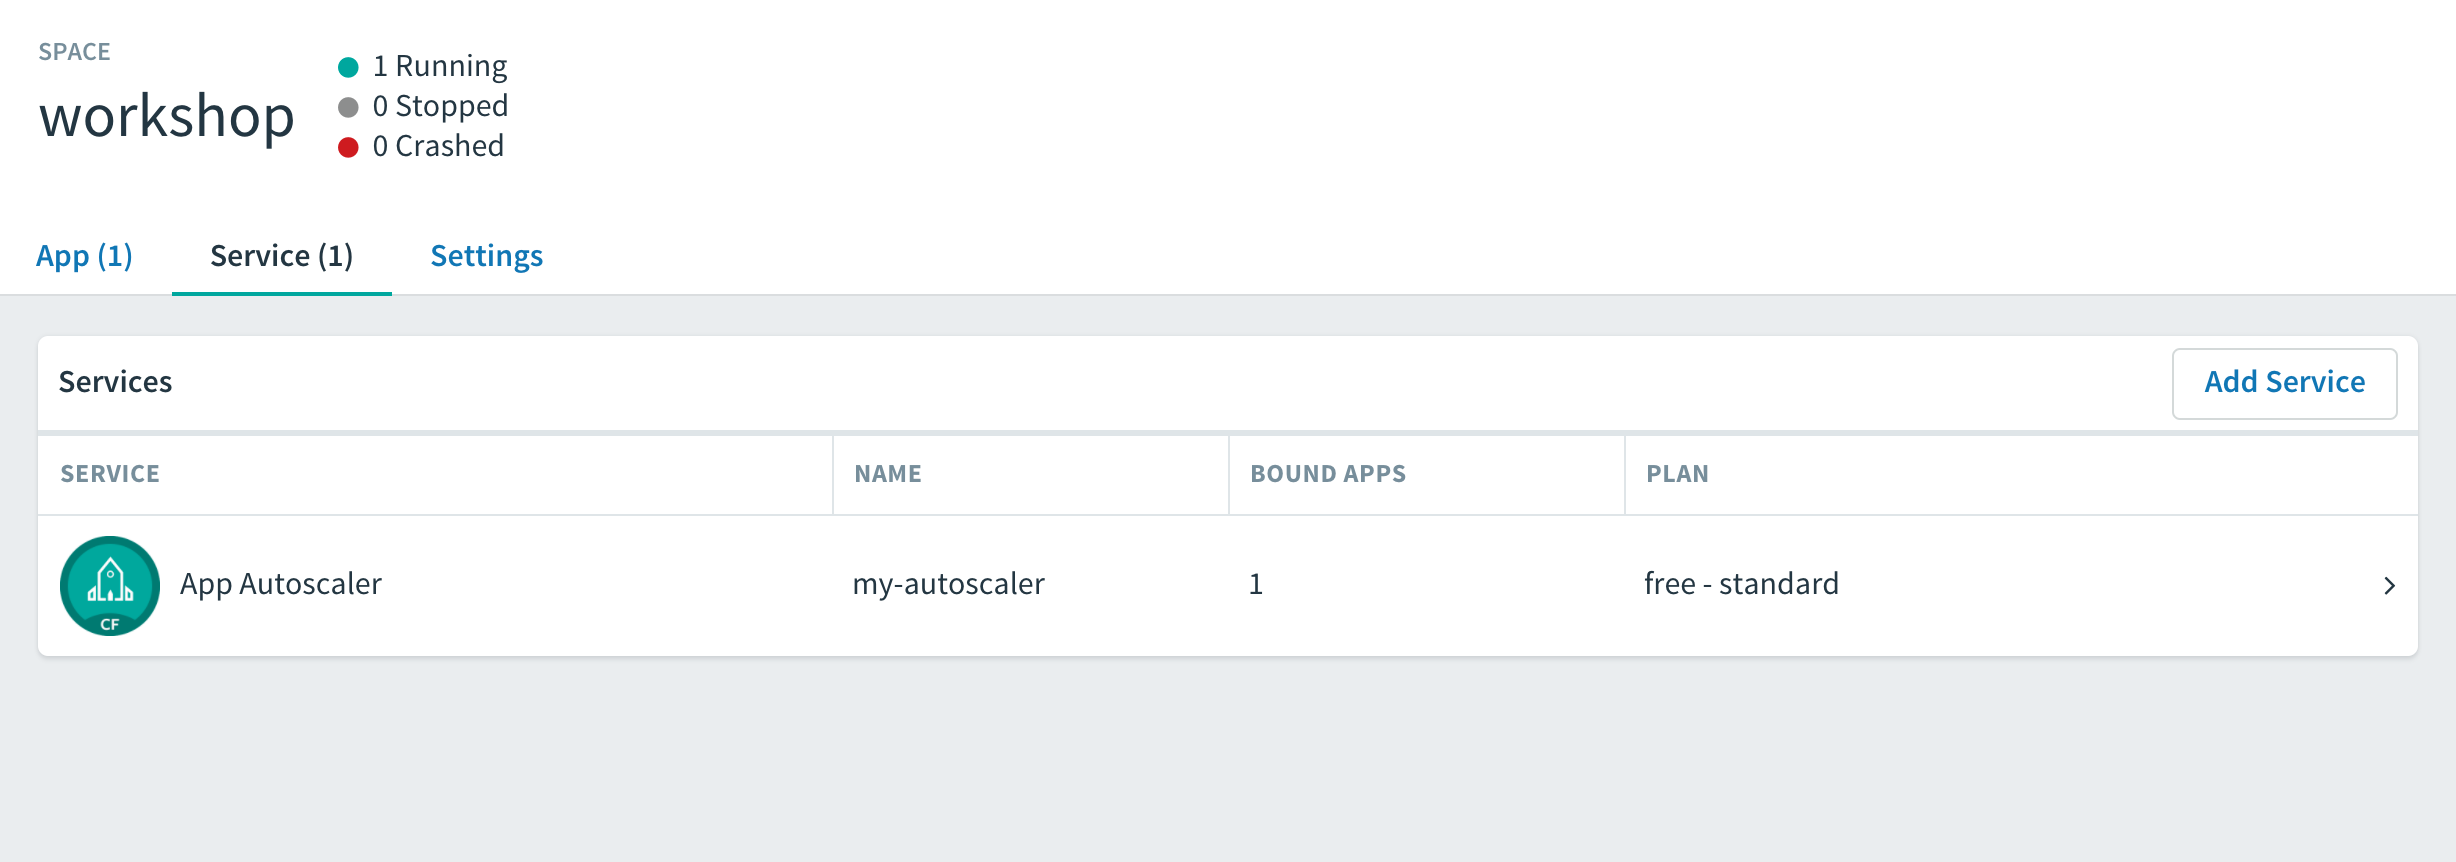 SPACE
workshop
1 Running
0 Stopped
0 Crashed
App (1) Service (1) Settings
Services Add Service
SERVICE NAME BOUND APPS PLAN
CF App Autoscaler my-autoscaler 1 free - standard